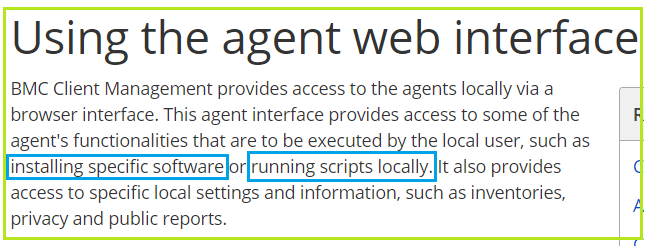 Using the agent web interface
BMC Client Management provides access to the agents locally via a
browser interface. This agent interface provides access to some of the
agent's functionalities that are to be executed by the local user, such as
installing specific software or running scripts locally. It also provides
access to specific local settings and information, such as inventories,
privacy and public reports.